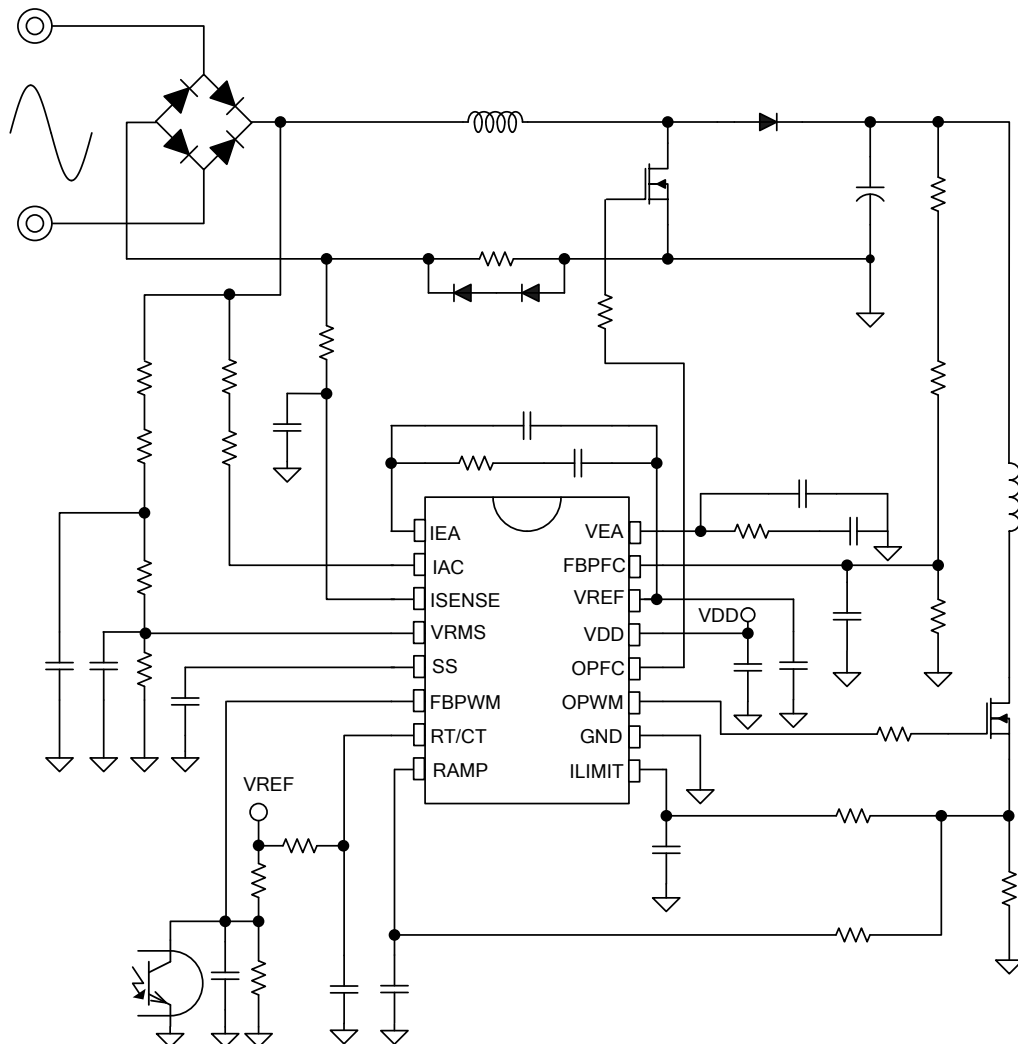 IEA
IAC
ISENSE
VRMS
SS
FBPWM
RT/CT
RAMP
VEA
FBPFC
VREF
VDD
OPFC
OPWM
GND
ILIMIT
VDD
VREF